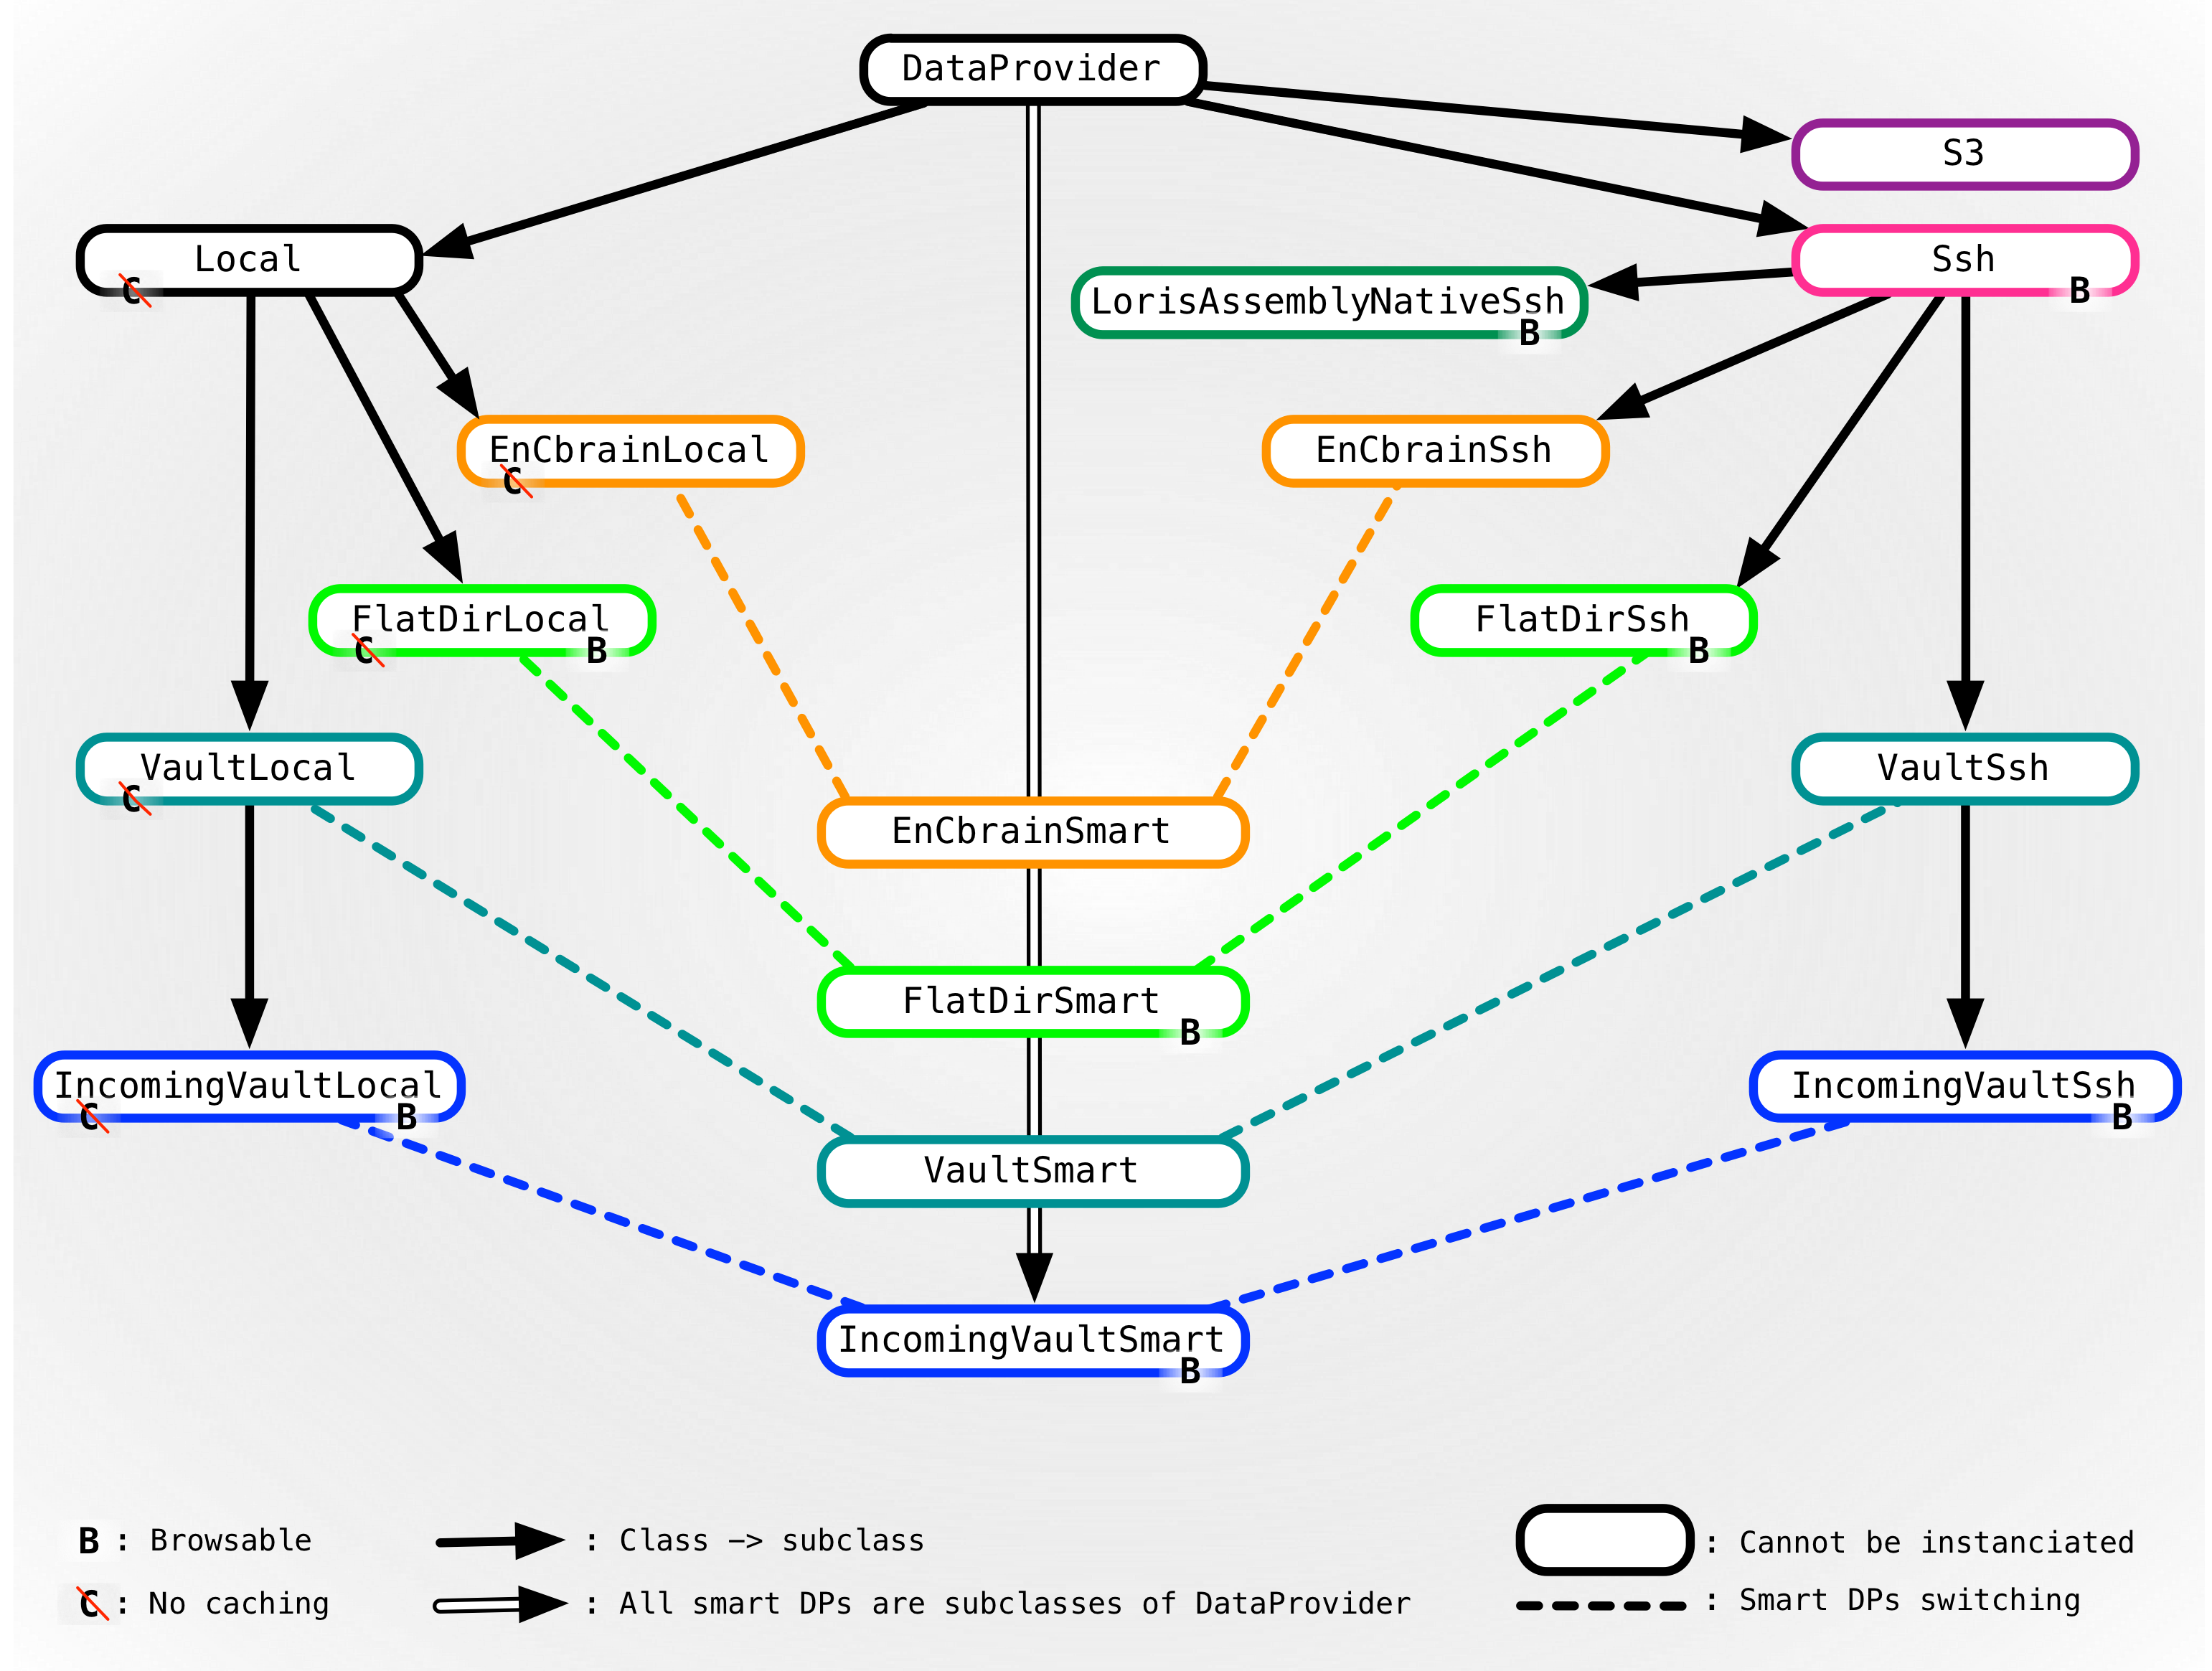 DataProvider
S3
Local
C
Ssh
B
LorisAssemblyNativeSsh
B
EnCbrainLocal
C
EnCbrainSsh
FlatDirLocal
C B
FlatDirSsh
B
VaultLocal
C
VaultSsh
EnCbrainSmart
FlatDirSmart
B
IncomingVaultLocal
C B
IncomingVaultSsh
B
VaultSmart
IncomingVaultSmart
B
B : Browsable
: Class –> subclass
: Cannot be instanciated
C : No caching
: All smart DPs are subclasses of DataProvider
: Smart DPs switching